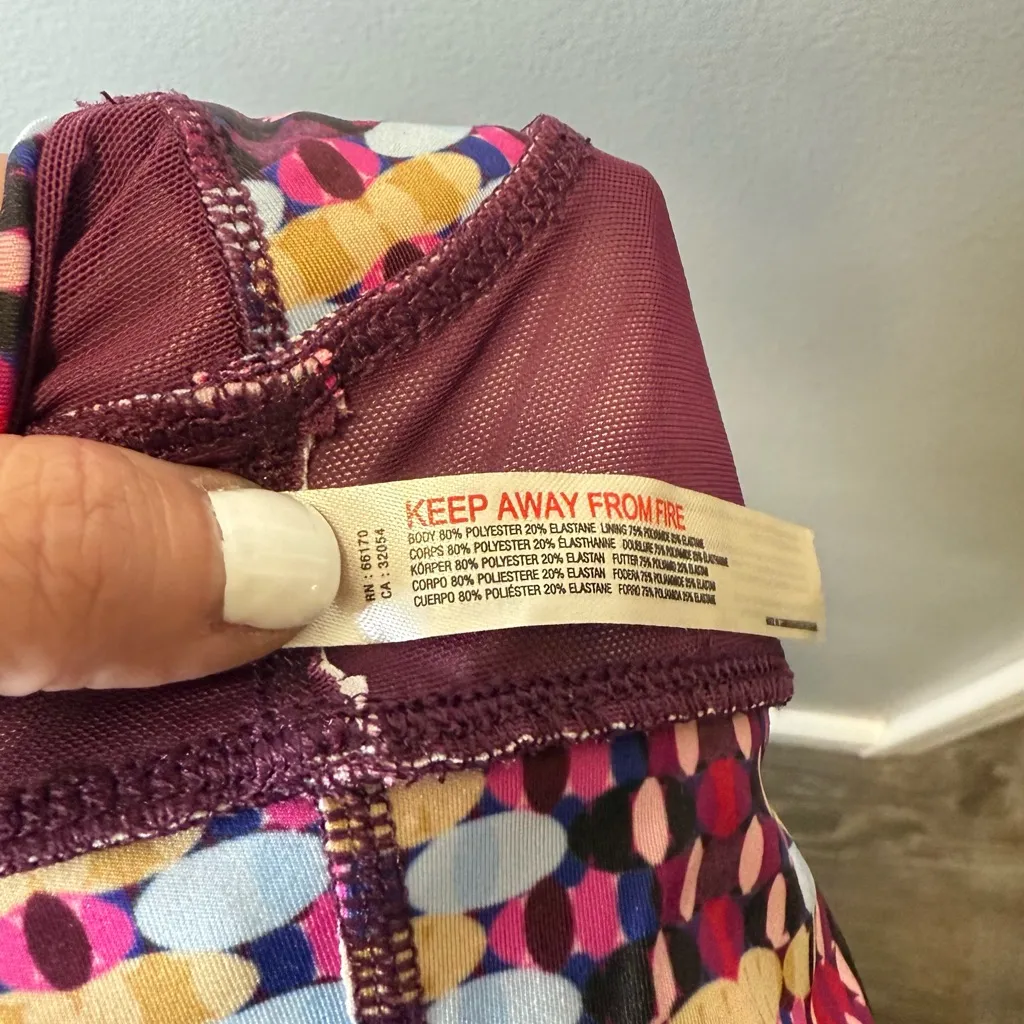 KEEP AWAY FROM FIRE
BODY 80% POLYESTER 20% ELASTANE LINING 75% POLYAMIDE 25% ELASTANE
CORPS 80% POLYESTER 20% ÉLASTHANNE DOUBLURE 75% POLYAMIDE 25% ÉLASTHANNE
KÖRPER 80% POLYESTER 20% ELASTAN FUTTER 75% POLYAMID 25% ELASTAN
CORPO 80% POLIESTERE 20% ELASTAN FODERA 75% POLIAMMIDE 25% ELASTAN
CUERPO 80% POLIÉSTER 20% ELASTANE FORRO 75% POLIAMIDA 25% ELASTANE
RN : 66170
CA : 32054